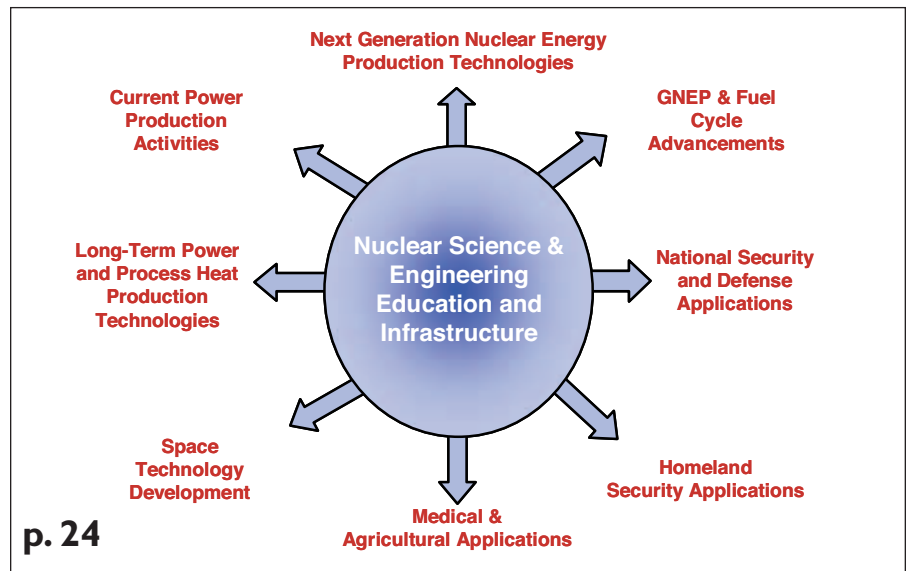 Next Generation Nuclear Energy
Production Technologies
Current Power
Production
Activities
GNEP & Fuel
Cycle
Advancements
Nuclear Science &
Engineering
Education and
Infrastructure
Long-Term Power
and Process Heat
Production
Technologies
National Security
and Defense
Applications
Space
Technology
Development
Homeland
Security Applications
Medical &
Agricultural Applications
p. 24